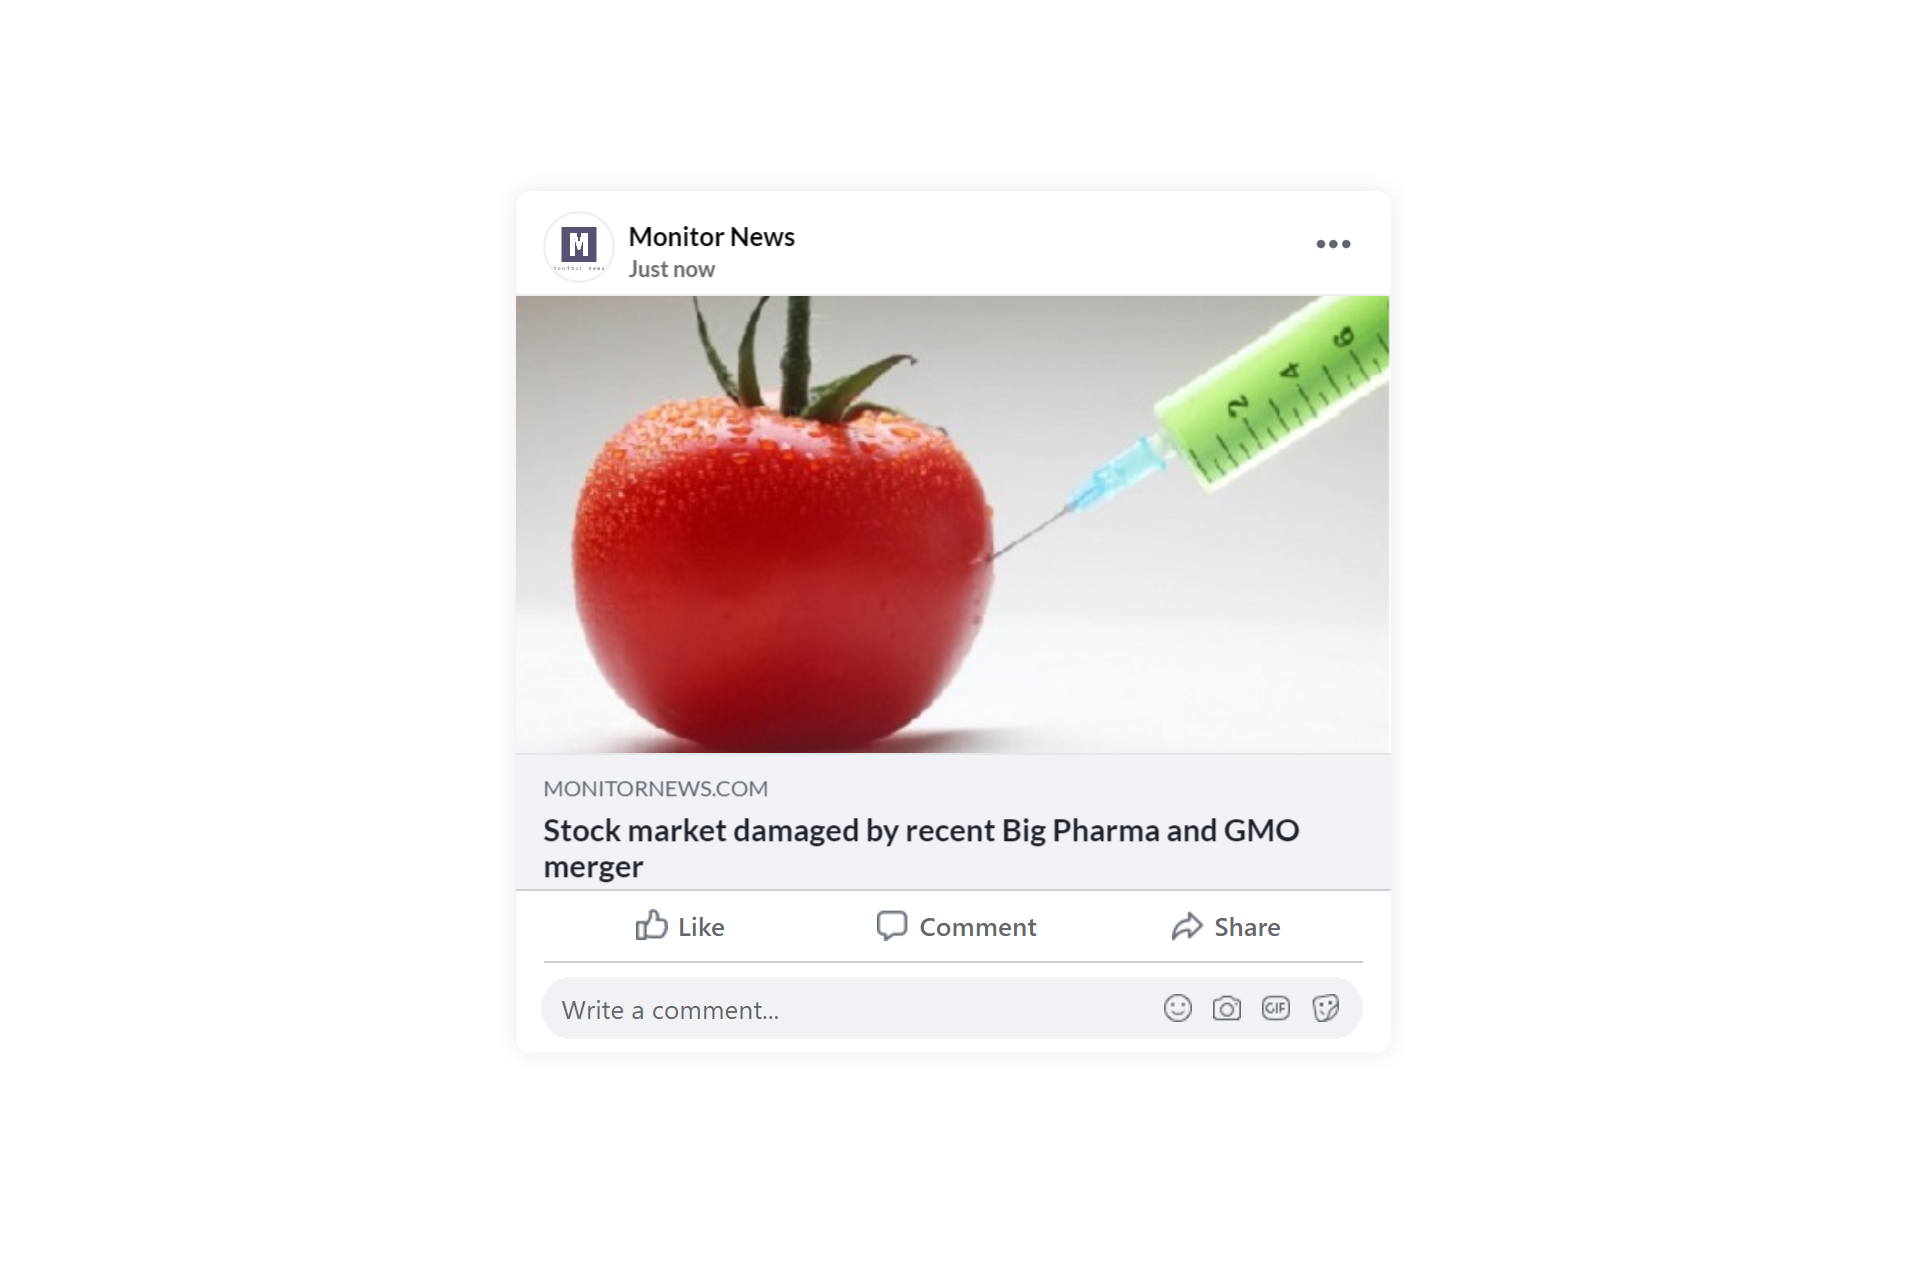 Monitor News
Just now
M
2
4
6
MONITORNEWS.COM
Stock market damaged by recent Big Pharma and GMO
merger
Like
Comment
Share
Write a comment...
GIF